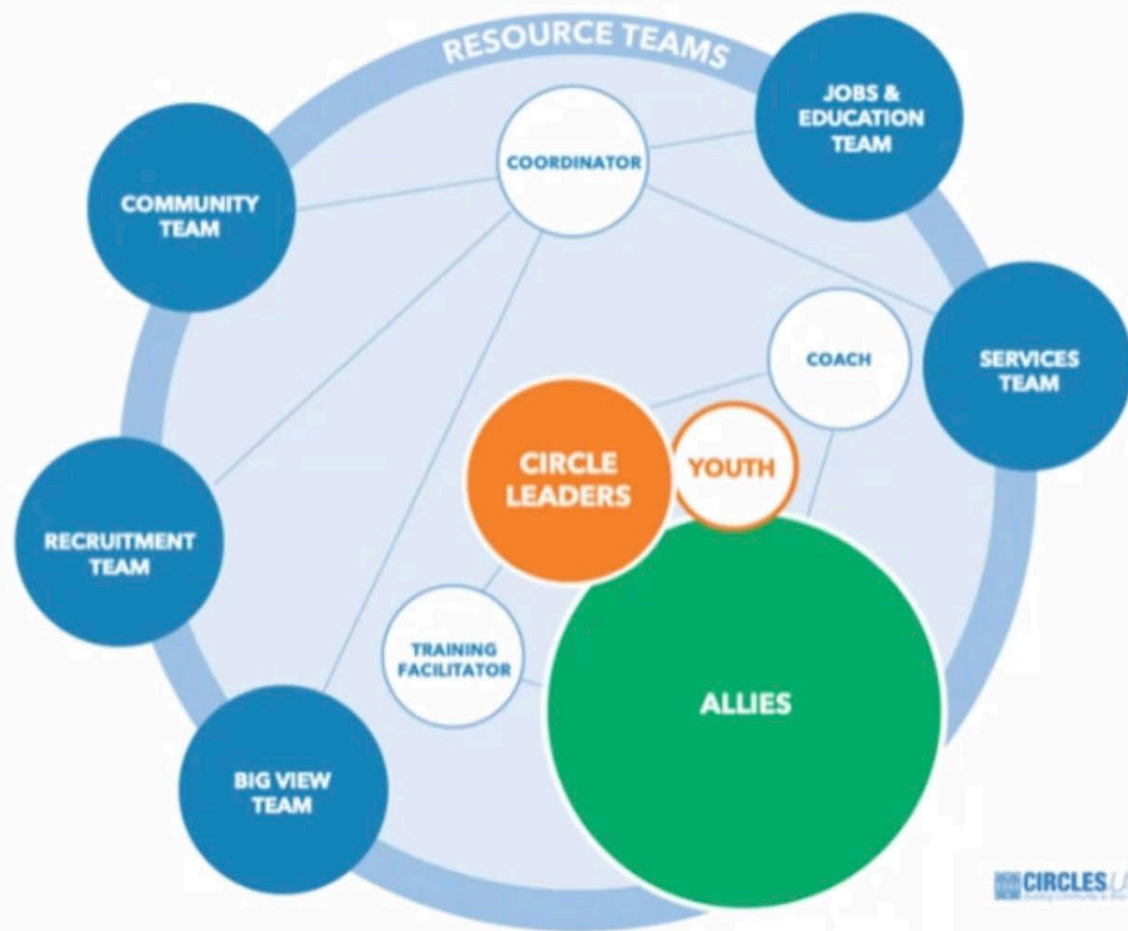 RESOURCE TEAMS
JOBS &
EDUCATION
TEAM
COORDINATOR
COMMUNITY
TEAM
COACH
SERVICES
TEAM
CIRCLE
LEADERS
YOUTH
RECRUITMENT
TEAM
TRAINING
FACILITATOR
ALLIES
BIG VIEW
TEAM
CIRCLES